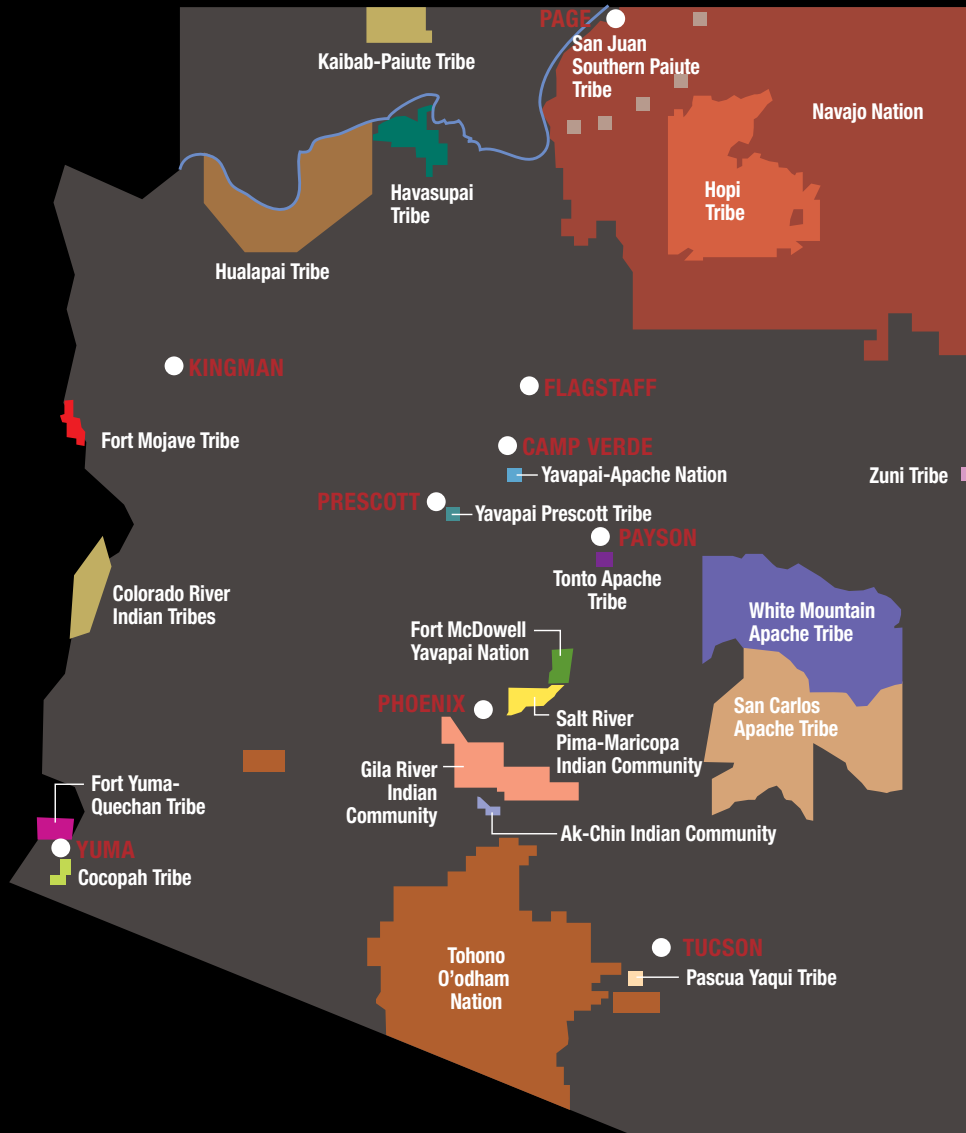 PAGE
San Juan
Southern Paiute
Tribe
Kaibab-Paiute Tribe
Navajo Nation
Havasupai
Tribe
Hopi
Tribe
Hualapai Tribe
KINGMAN
FLAGSTAFF
Fort Mojave Tribe
CAMP VERDE
Yavapai-Apache Nation
Zuni Tribe
PRESCOTT
Yavapai Prescott Tribe
PAYSON
Tonto Apache
Tribe
Colorado River
Indian Tribes
White Mountain
Apache Tribe
Fort McDowell
Yavapai Nation
PHOENIX
San Carlos
Apache Tribe
Salt River
Pima-Maricopa
Indian Community
Gila River
Indian
Community
Fort Yuma-
Quechan Tribe
Ak-Chin Indian Community
YUMA
Cocopah Tribe
TUCSON
Tohono
O’odham
Nation
Pascua Yaqui Tribe